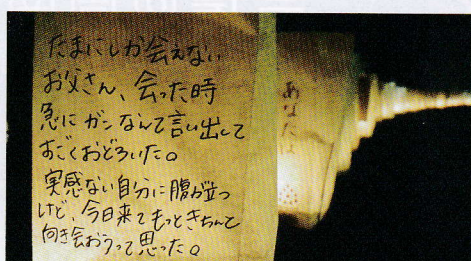 たまにしか会えない
お父さん、会った時
急にガンなんて言い出して
すごくおどろいた。
実感ない自分に腹が立つ
けど、今日来てもっときちんと
向き会おうって思った。
あなたは